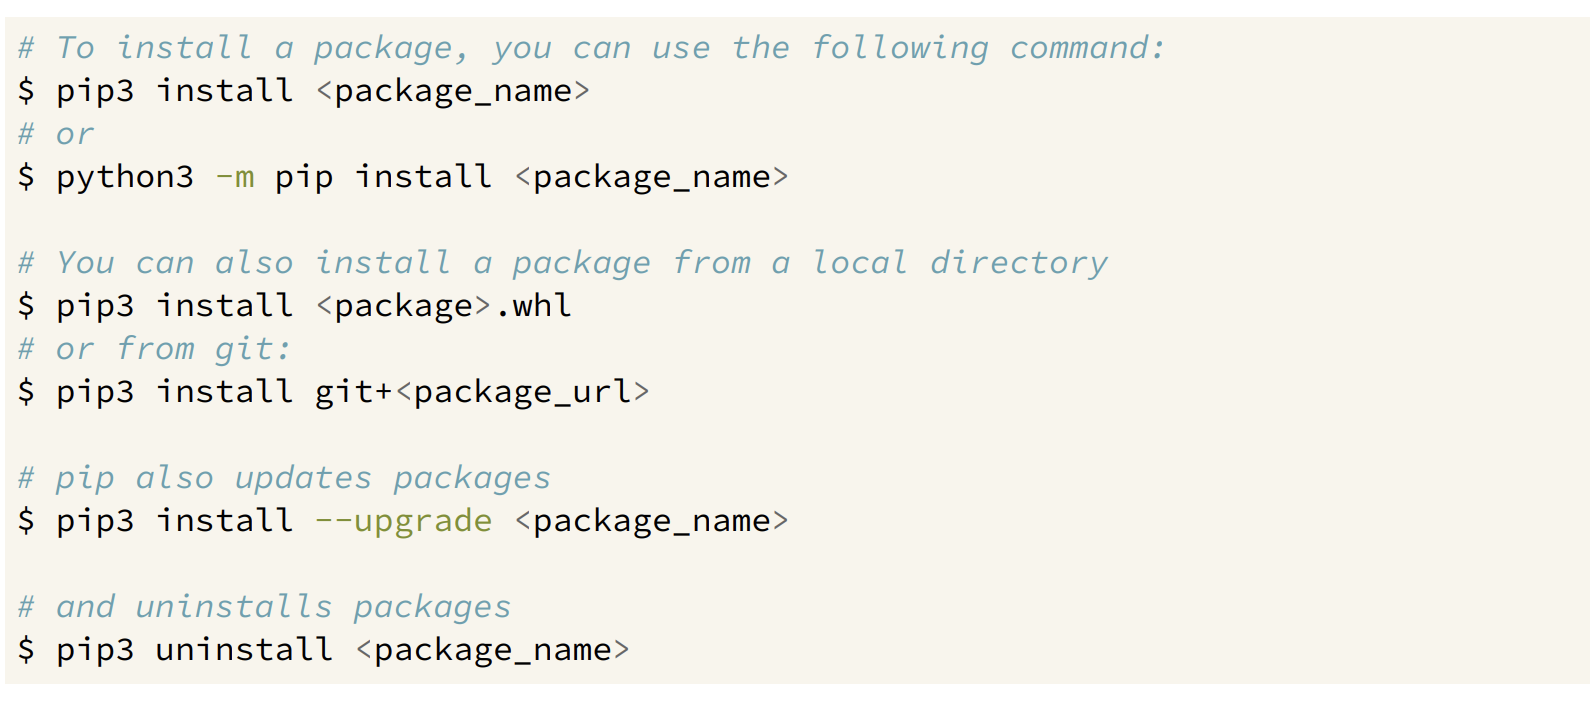 # To install a package, you can use the following command:
$ pip3 install <package_name>
# or
$ python3 -m pip install <package_name>
# You can also install a package from a local directory
$ pip3 install <package>.whl
# or from git:
$ pip3 install git+<package_url>
# pip also updates packages
$ pip3 install --upgrade <package_name>
# and uninstalls packages
$ pip3 uninstall <package_name>